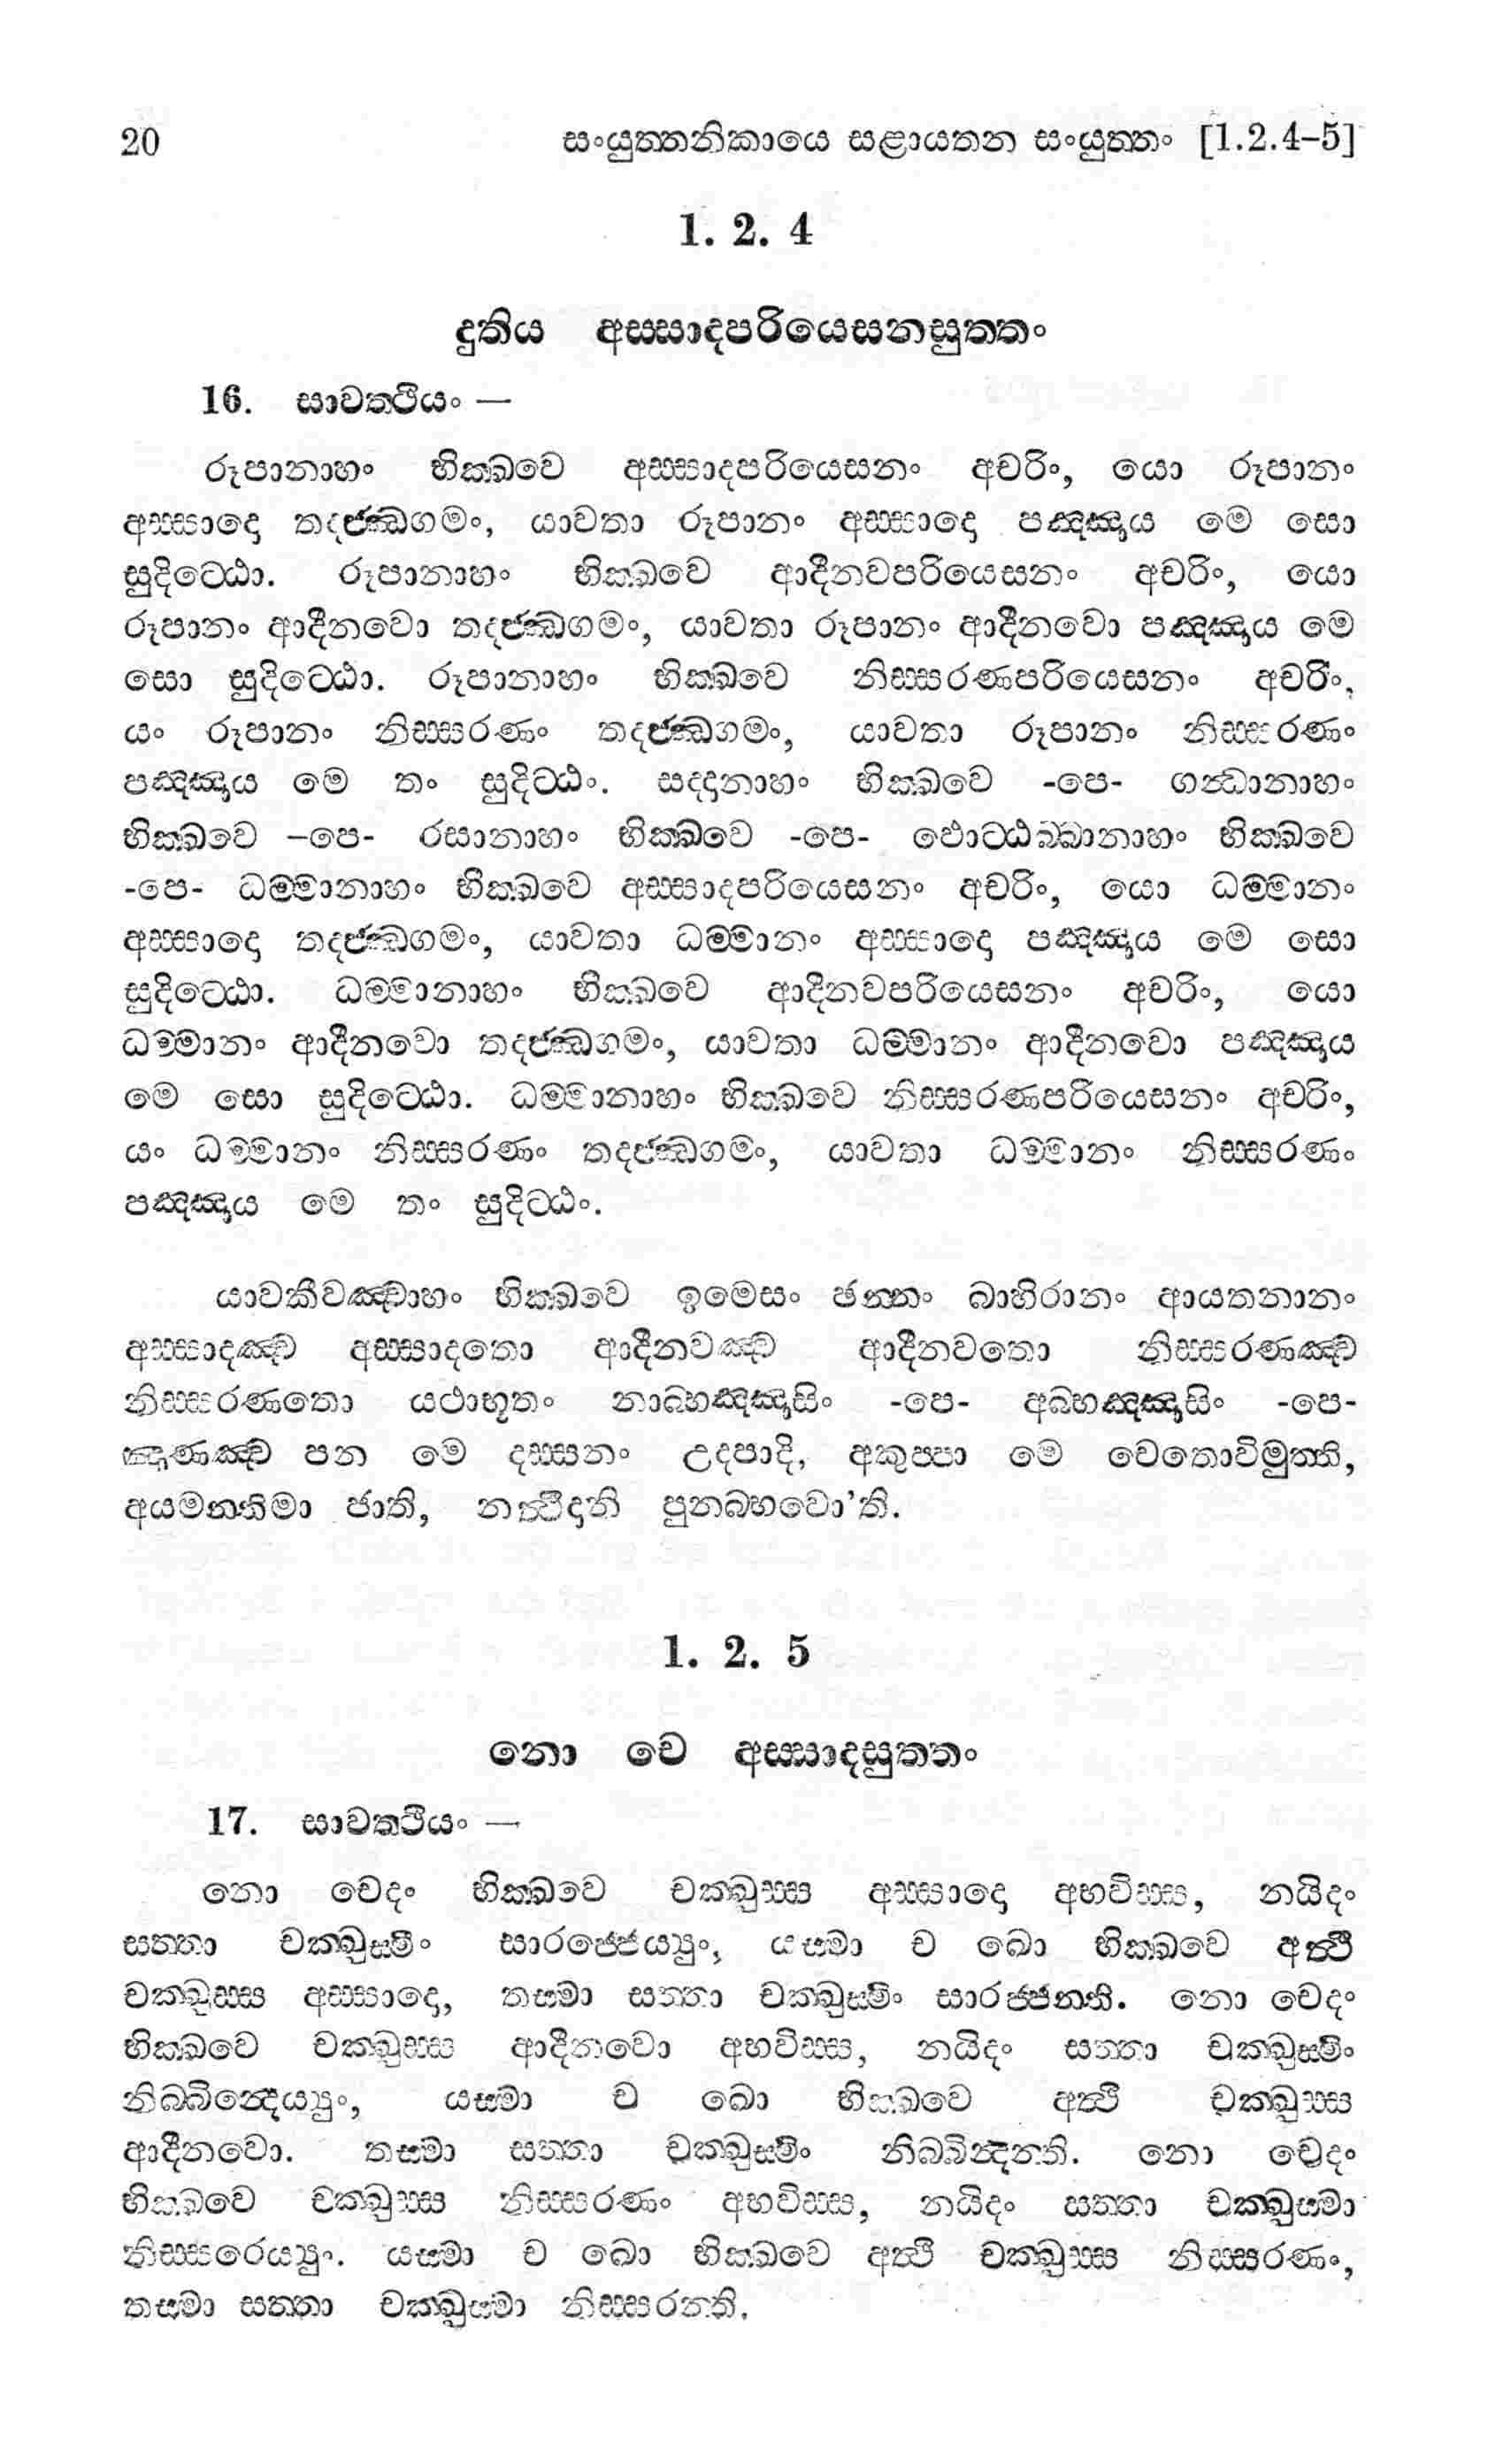 20 සංයුත්තනිකායෙ සළායතන සංයුත්තං [1.2.4–5]
1. 2. 4
දුතිය අස්සාදපරියෙසනසුත්තං
16. සාවත්ථියං —
රූපානාහං භික්ඛවෙ අස්සාදපරියෙසනං අචරිං, යො රූපානං
අස්සාදො තදජ්ඣගමං, යාවතා රූපානං අස්සාදො පඤ්ඤාය මෙ සො
සුදිට්ඨො. රූපානාහං භික්ඛවෙ ආදීනවපරියෙසනං අචරිං, යො
රූපානං ආදීනවො තදජ්ඣගමං, යාවතා රූපානං ආදීනවො පඤ්ඤාය මෙ
සො සුදිට්ඨො. රූපානාහං භික්ඛවෙ නිස්සරණපරියෙසනං අචරිං,
යං රූපානං නිස්සරණං තදජ්ඣගමං, යාවතා රූපානං නිස්සරණං
පඤ්ඤාය මෙ තං සුදිට්ඨං. සද්දානාහං භික්ඛවෙ -පෙ- ගන්ධානාහං
භික්ඛවෙ –පෙ- රසානාහං භික්ඛවෙ -පෙ- ඵොට්ඨබ්බානාහං භික්ඛවෙ
-පෙ- ධම්මානාහං භික්ඛවෙ අස්සාදපරියෙසනං අචරිං, යො ධම්මානං
අස්සාදො තදජ්ඣගමං, යාවතා ධම්මානං අස්සාදො පඤ්ඤාය මෙ සො
සුදිට්ඨො. ධම්මානාහං භික්ඛවෙ ආදිනවපරියෙසනං අචරිං, යො
ධම්මානං ආදීනවො තදජ්ඣගමං, යාවතා ධම්මානං ආදීනවො පඤ්ඤාය
මෙ සො සුදිට්ඨො. ධම්මානාහං භික්ඛවෙ නිස්සරණපරියෙසනං අචරිං,
යං ධම්මානං නිස්සරණං තදජ්ඣගමං, යාවතා ධම්මානං නිස්සරණං
පඤ්ඤාය මෙ තං සුදිට්ඨං.
යාවකීවඤ්චාහං භික්ඛවෙ ඉමෙසං ඡන්නං බාහිරානං ආයතනානං
අස්සාදඤ්ච අස්සාදතො ආදීනවඤ්ච ආදීනවතො නිස්සරණඤ්ච
නිස්සරණතො යථාභූතං නාබ්භඤ්ඤාසිං -පෙ- අබ්භඤ්ඤාසිං -පෙ-
ඤාණඤ්ච පන මෙ දස්සනං උදපාදි, අකුප්පා මෙ චෙතොවිමුත්ති,
අයමන්තිමා ජාති, නත්ථිදානි පුනබ්භවො'ති.
1. 2. 5
නො චෙ අස්සාදසුත්තං
17. සාවත්ථියං —
නො චෙදං භික්ඛවෙ චක්ඛුස්ස අස්සාදො අභවිස්ස, නයිදං
සත්තා චක්ඛුස්මිං සාරජ්ජෙය්‍යුං, යස්මා ච ඛො භික්ඛවෙ අත්ථි
චක්ඛුස්ස අස්සාදො, තස්මා සත්තා චක්ඛුස්මිං සාරජ්ජන්ති. නො චෙදං
භික්ඛවෙ චක්ඛුස්ස ආදීනවො අභවිස්ස, නයිදං සත්තා චක්ඛුස්මිං
නිබ්බින්දෙය්‍යුං, යස්මා ච ඛො භික්ඛවෙ අත්ථි චක්ඛුස්ස
ආදීනවො. තස්මා සත්තා චක්ඛුස්මිං නිබ්බින්දන්ති. නො චෙදං
භික්ඛවෙ චක්ඛුස්ස නිස්සරණං අභවිස්ස, නයිදං සත්තා චක්ඛුස්මා
නිස්සරෙය්‍යුං. යස්මා ච ඛො භික්ඛවෙ අත්ථි චක්ඛුස්ස නිස්සරණං,
තස්මා සත්තා චක්ඛුස්මා නිස්සරන්ති.